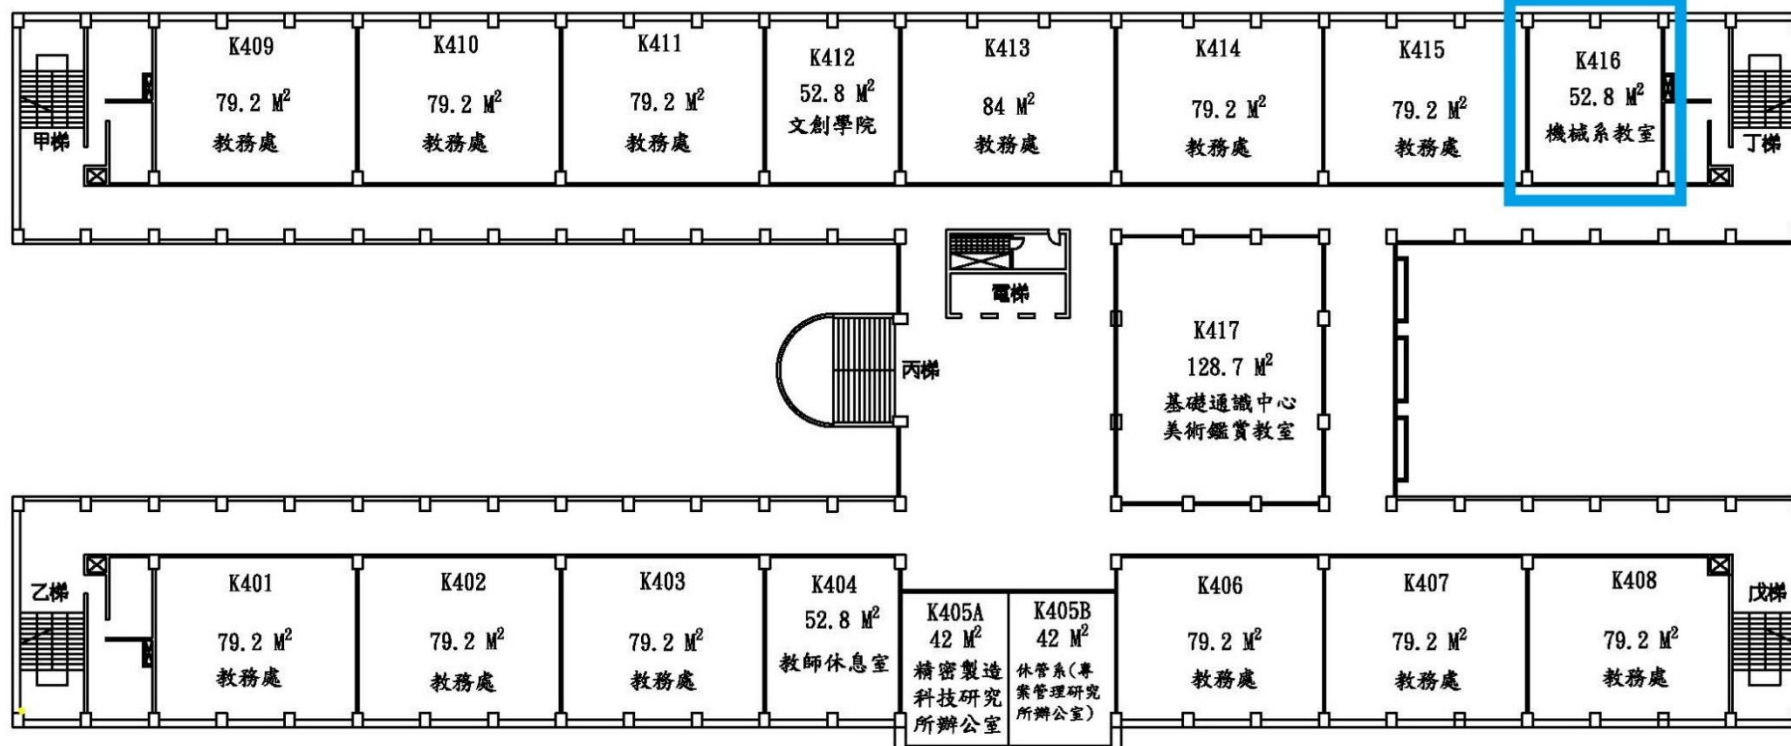 K409
79.2 M²
教務處
K410
79.2 M²
教務處
K411
79.2 M²
教務處
K412
52.8 M²
文創學院
K413
84 M²
教務處
K414
79.2 M²
教務處
K415
79.2 M²
教務處
K416
52.8 M²
機械系教室
甲梯
丁梯
電梯
丙梯
K417
128.7 M²
基礎通識中心
美術鑑賞教室
乙梯
K401
79.2 M²
教務處
K402
79.2 M²
教務處
K403
79.2 M²
教務處
K404
52.8 M²
教師休息室
K405A
42 M²
精密製造
科技研究
所辦公室
K405B
42 M²
休管系(專
案管理研究
所辦公室)
K406
79.2 M²
教務處
K407
79.2 M²
教務處
K408
79.2 M²
教務處
戊梯